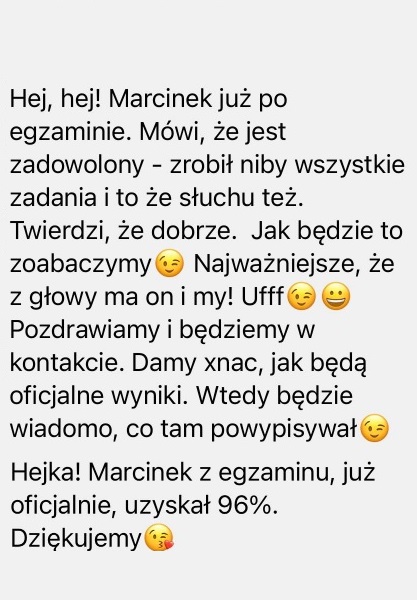 Hej, hej! Marcinek już po
egzaminie. Mówi, że jest
zadowolony - zrobił niby wszystkie
zadania i to że słuchu też.
Twierdzi, że dobrze.  Jak będzie to
zoabaczymy😉 Najważniejsze, że
z głowy ma on i my! Ufff😉😀
Pozdrawiamy i będziemy w
kontakcie. Damy xnac, jak będą
oficjalne wyniki. Wtedy będzie
wiadomo, co tam powypisywał😉
Hejka! Marcinek z egzaminu, już
oficjalnie, uzyskał 96%.
Dziękujemy😘